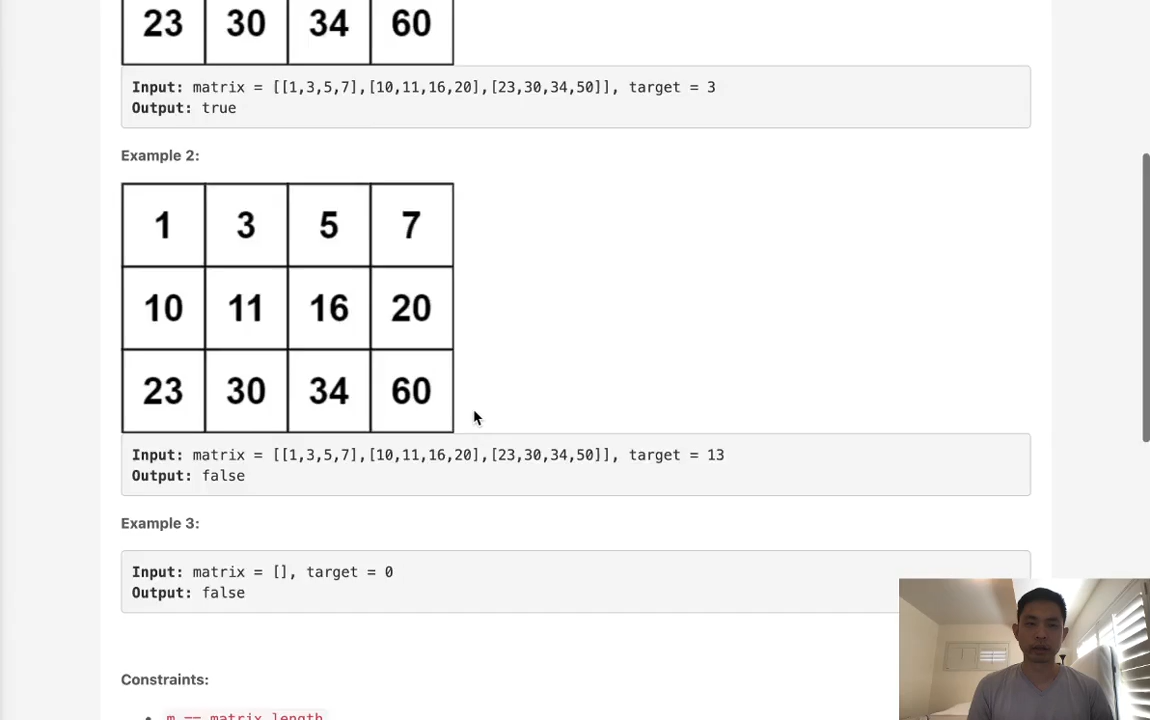 23 30 34 60
Input: matrix = [[1,3,5,7],[10,11,16,20],[23,30,34,50]], target = 3
Output: true
Example 2:
1 3 5 7
10 11 16 20
23 30 34 60
Input: matrix = [[1,3,5,7],[10,11,16,20],[23,30,34,50]], target = 13
Output: false
Example 3:
Input: matrix = [], target = 0
Output: false
Constraints:
m == matrix.length